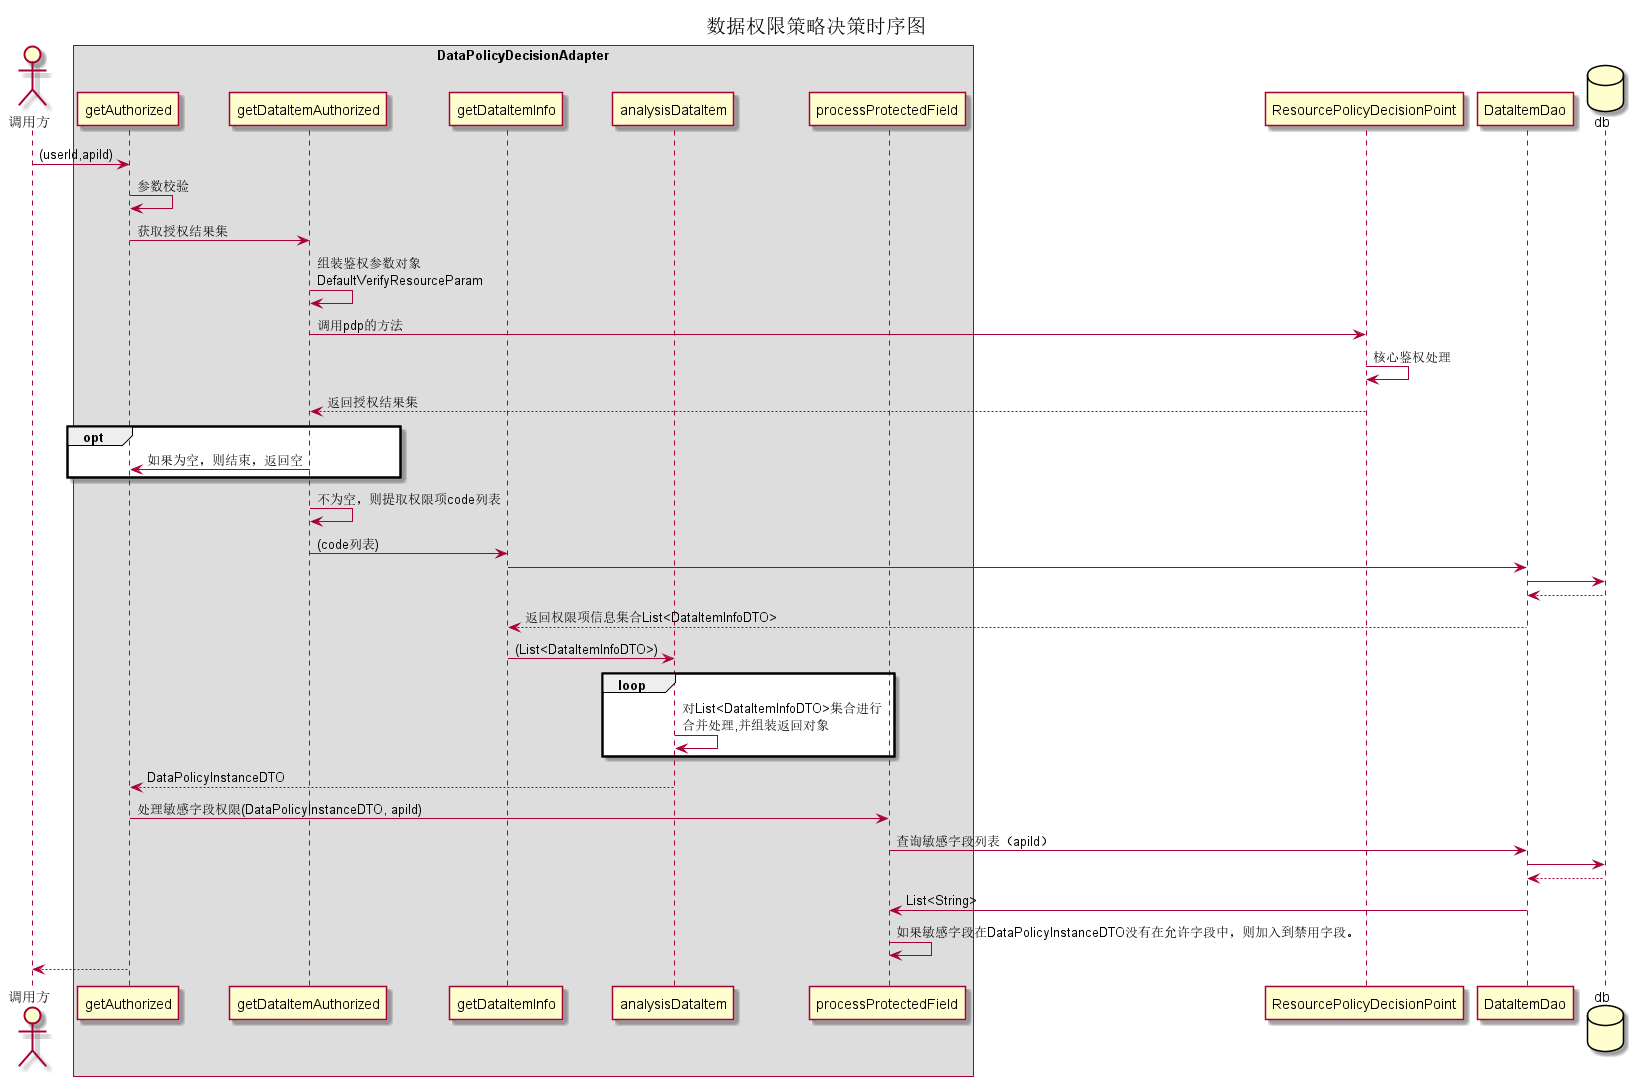 数据权限策略决策时序图
DataPolicyDecisionAdapter
调用方
getAuthorized
getDataItemAuthorized
getDataItemInfo
analysisDataItem
processProtectedField
ResourcePolicyDecisionPoint
DataItemDao
db
(userId,apiId)
参数校验
获取授权结果集
组装鉴权参数对象
DefaultVerifyResourceParam
调用pdp的方法
核心鉴权处理
返回授权结果集
opt
如果为空，则结束，返回空
不为空，则提取权限项code列表
(code列表)
返回权限项信息集合List<DataItemInfoDTO>
(List<DataItemInfoDTO>)
loop
对List<DataItemInfoDTO>集合进行
合并处理,并组装返回对象
DataPolicyInstanceDTO
处理敏感字段权限(DataPolicyInstanceDTO, apiId)
查询敏感字段列表（apiId）
List<String>
如果敏感字段在DataPolicyInstanceDTO没有在允许字段中，则加入到禁用字段。
调用方
getAuthorized
getDataItemAuthorized
getDataItemInfo
analysisDataItem
processProtectedField
ResourcePolicyDecisionPoint
DataItemDao
db